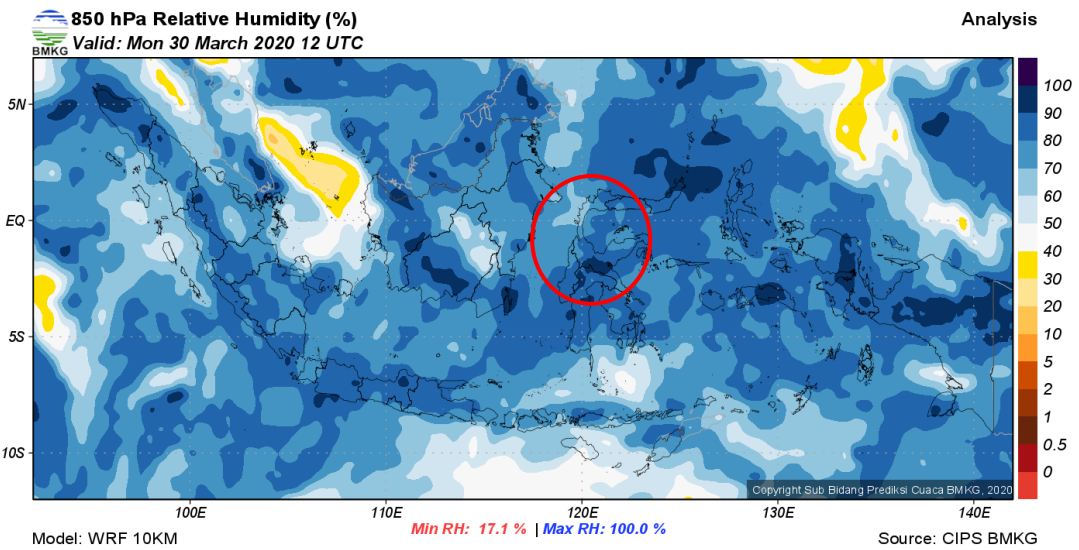 850 hPa Relative Humidity (%)
Analysis
BMKG
Valid: Mon 30 March 2020 12 UTC
5N
EQ
5S
10S
100E
110E
120E
130E
140E
100
90
80
70
60
50
40
30
20
10
5
2
1
0.5
0
Copyright Sub Bidang Prediksi Cuaca BMKG, 2020
Min RH: 17.1 % | Max RH: 100.0 %
Model: WRF 10KM
Source: CIPS BMKG